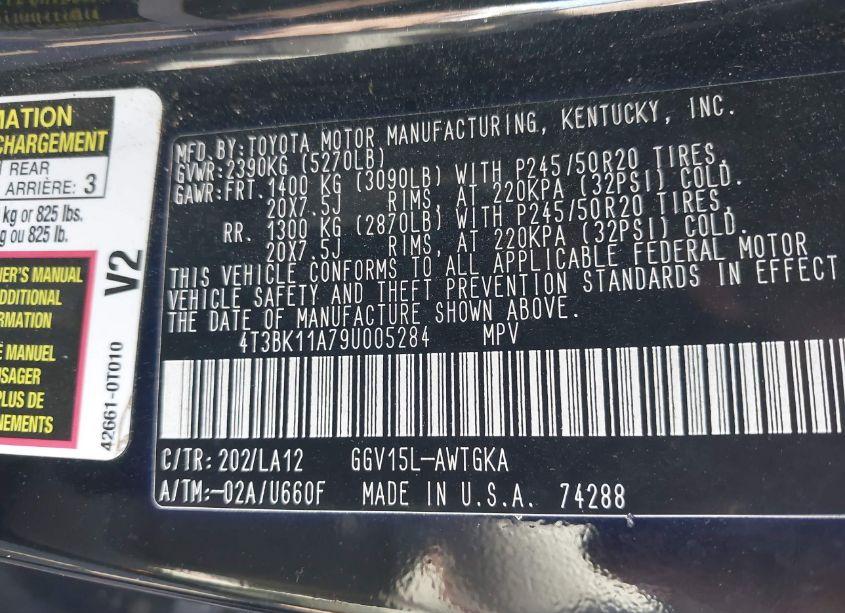 MATION
CHARGEMENT
REAR
ARRIÈRE: 3
kg or 825 lbs.
g ou 825 lb.
NER'S MANUAL
ADDITIONAL
ORMATION
E MANUEL
USAGER
PLUS DE
NEMENTS
V2
42661-0T010
MFD. BY: TOYOTA MOTOR MANUFACTURING, KENTUCKY, INC.
GVWR: 2390KG (5270LB)
GAWR: FRT. 1400 KG (3090LB) WITH P245/50R20 TIRES,
20X7.5J RIMS, AT 220KPA (32PSI) COLD.
RR. 1300 KG (2870LB) WITH P245/50R20 TIRES,
20X7.5J RIMS, AT 220KPA (32PSI) COLD.
THIS VEHICLE CONFORMS TO ALL APPLICABLE FEDERAL MOTOR
VEHICLE SAFETY AND THEFT PREVENTION STANDARDS IN EFFECT
THE DATE OF MANUFACTURE SHOWN ABOVE.
4T3BK11A79U005284 MPV
C/TR: 202/LA12 GGV15L-AWTGKA
A/TM:-02A/U660F MADE IN U.S.A. 74288